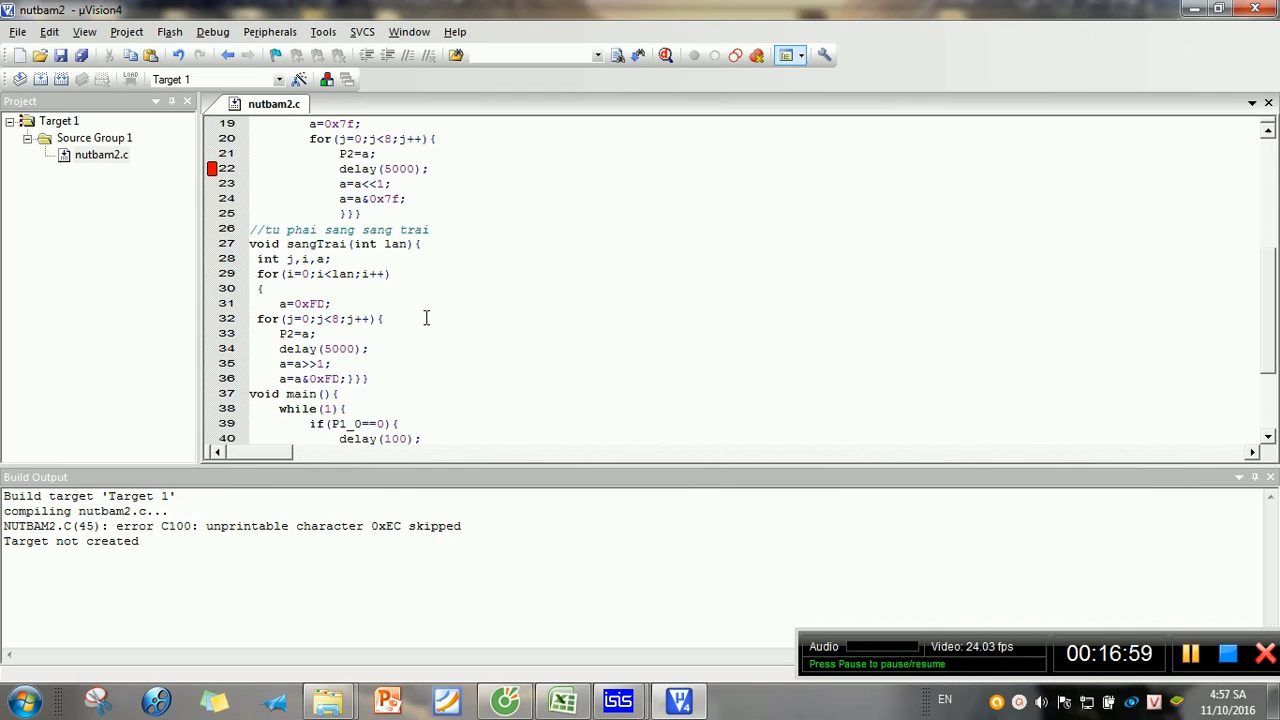 nutbam2 - µVision4
File Edit View Project Flash Debug Peripherals Tools SVCS Window Help
LOAD Target 1
Project
nutbam2.c
Target 1
Source Group 1
nutbam2.c
19 a=0x7f;
20 for(j=0;j<8;j++){
21 P2=a;
22 delay(5000);
23 a=a<<1;
24 a=a&0x7f;
25 }}}
26 //tu phai sang sang trai
27 void sangTrai(int lan){
28 int j,i,a;
29 for(i=0;i<lan;i++)
30 {
31 a=0xFD;
32 for(j=0;j<8;j++){
33 P2=a;
34 delay(5000);
35 a=a>>1;
36 a=a&0xFD;}}}
37 void main(){
38 while(1){
39 if(P1_0==0){
40 delay(100);
Build Output
Build target 'Target 1'
compiling nutbam2.c...
NUTBAM2.C(45): error C100: unprintable character 0xEC skipped
Target not created
Audio Video: 24.03 fps
Press Pause to pause/resume
00:16:59
isis
EN
4:57 SA
11/10/2016